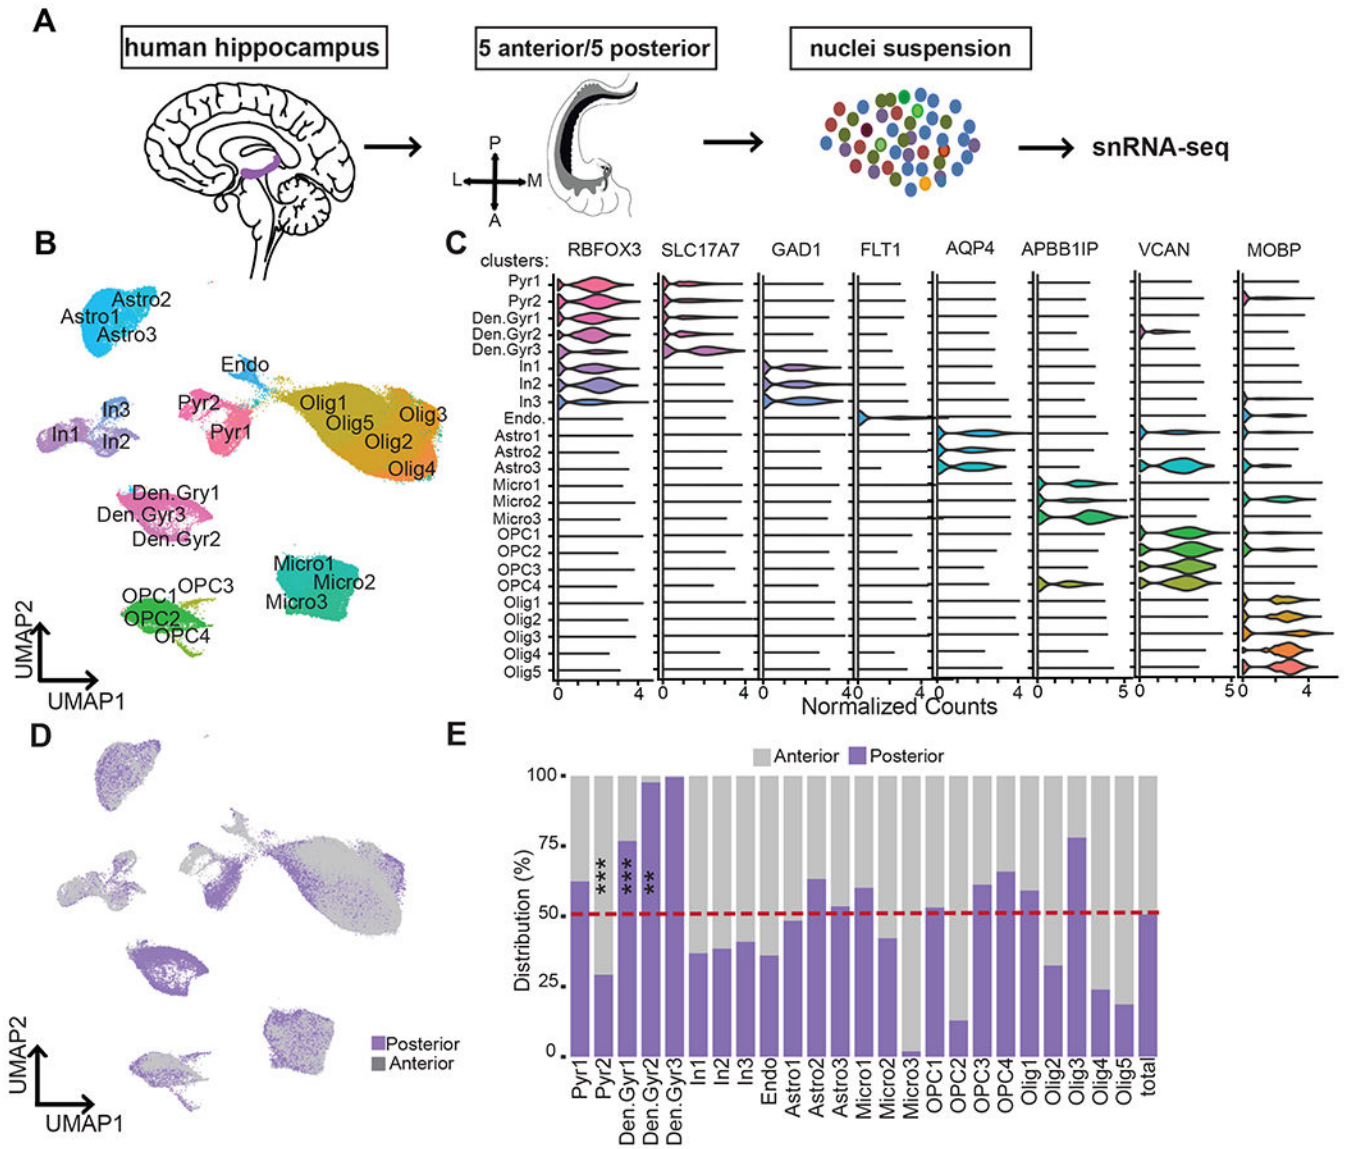 A
human hippocampus
5 anterior/5 posterior
nuclei suspension
P
L
M
A
snRNA-seq
B
Astro2
Astro1
Astro3
Endo
Pyr2
Pyr1
In3
In1
In2
Olig1
Olig5
Olig3
Olig2
Olig4
Den.Gry1
Den.Gyr3
Den.Gyr2
Micro1
Micro2
Micro3
OPC1
OPC3
OPC2
OPC4
UMAP2
UMAP1
C
clusters:
RBFOX3 SLC17A7 GAD1 FLT1 AQP4 APBB1IP VCAN MOBP
Pyr1
Pyr2
Den.Gyr1
Den.Gyr2
Den.Gyr3
In1
In2
In3
Endo.
Astro1
Astro2
Astro3
Micro1
Micro2
Micro3
OPC1
OPC2
OPC3
OPC4
Olig1
Olig2
Olig3
Olig4
Olig5
0 4 0 4 0 4 0 4 0 4 0 5 0 5 0 4
Normalized Counts
D
Posterior
Anterior
UMAP2
UMAP1
E
Anterior Posterior
Distribution (%)
100
75
50
25
0
***
***
**
Pyr1
Pyr2
Den.Gyr1
Den.Gyr2
Den.Gyr3
In1
In2
In3
Endo
Astro1
Astro2
Astro3
Micro1
Micro2
Micro3
OPC1
OPC2
OPC3
OPC4
Olig1
Olig2
Olig3
Olig4
Olig5
total